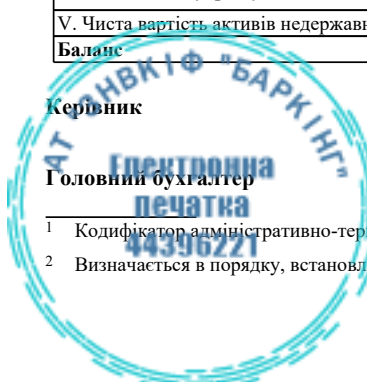 V. Чиста вартість активів недержавн
Баланс
АТ "ЗНВКІФ "БАРКІНГ"
Керівник
Головний бухгалтер
Електронна
печатка
44396221
1 Кодифікатор адміністративно-тер
2 Визначається в порядку, встановл